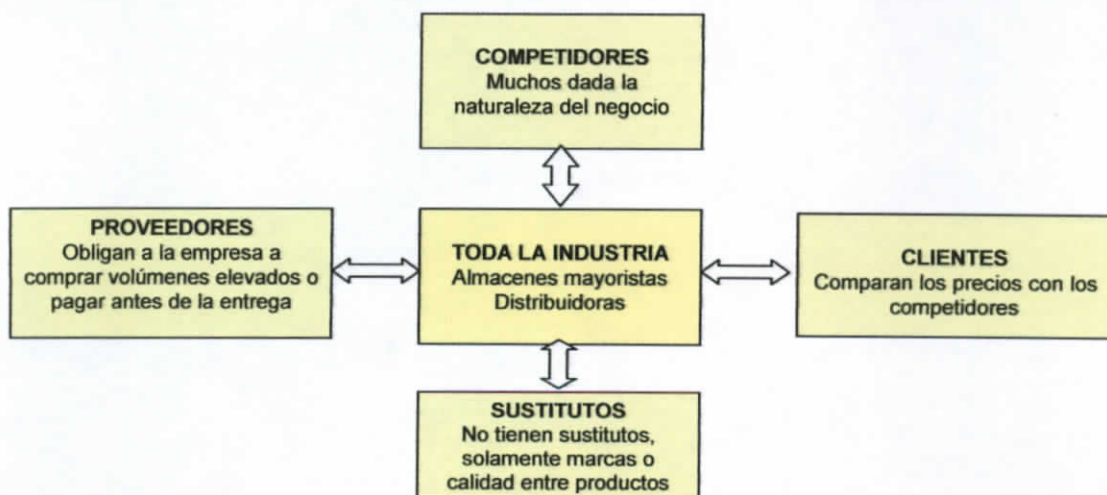 COMPETIDORES
Muchos dada la
naturaleza del negocio
PROVEEDORES
Obligan a la empresa a
comprar volúmenes elevados o
pagar antes de la entrega
TODA LA INDUSTRIA
Almacenes mayoristas
Distribuidoras
CLIENTES
Comparan los precios con los
competidores
SUSTITUTOS
No tienen sustitutos,
solamente marcas o
calidad entre productos